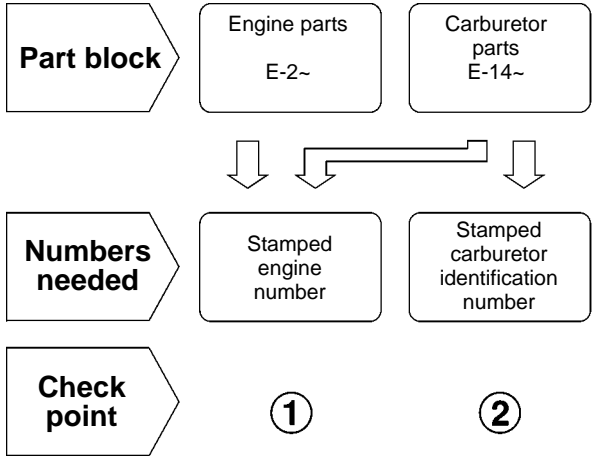 Part block
Engine parts
E-2~
Carburetor
parts
E-14~
Numbers
needed
Stamped
engine
number
Stamped
carburetor
identification
number
Check
point
①
②